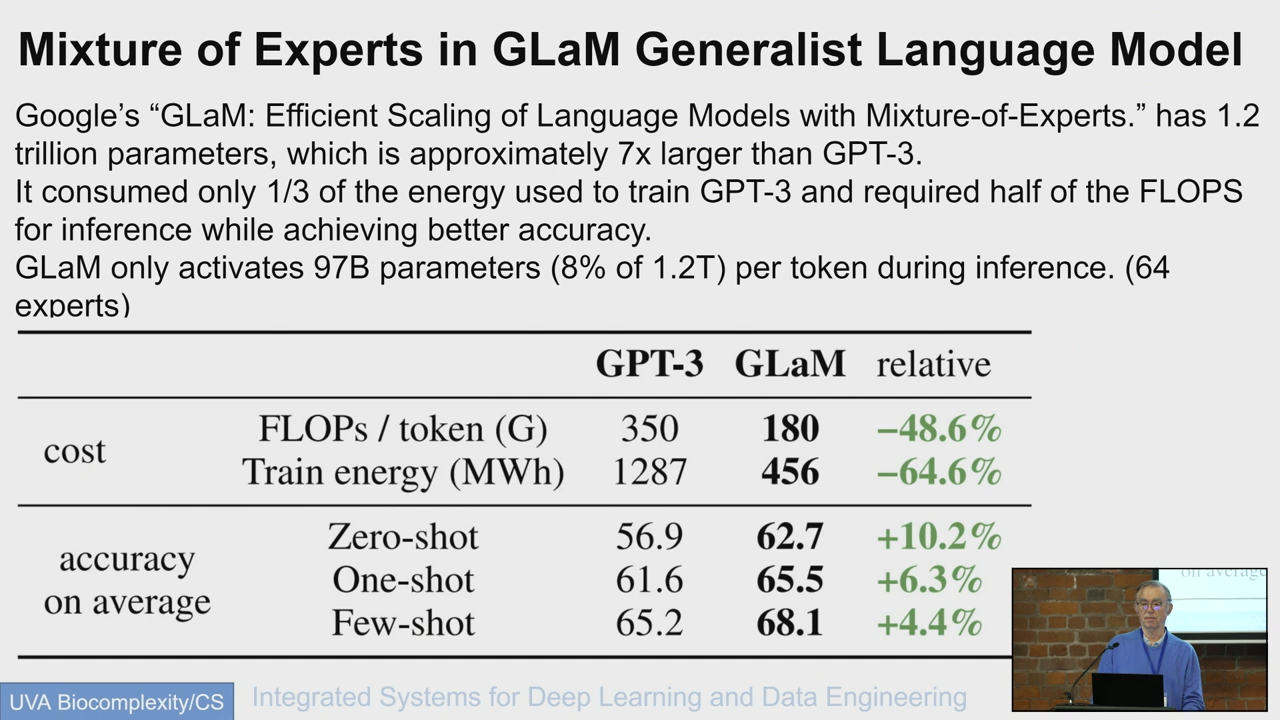 Mixture of Experts in GLaM Generalist Language Model
Google’s “GLaM: Efficient Scaling of Language Models with Mixture-of-Experts.” has 1.2
trillion parameters, which is approximately 7x larger than GPT-3.
It consumed only 1/3 of the energy used to train GPT-3 and required half of the FLOPS
for inference while achieving better accuracy.
GLaM only activates 97B parameters (8% of 1.2T) per token during inference. (64
experts)
GPT-3 GLaM relative
cost
FLOPs / token (G) 350 180 −48.6%
Train energy (MWh) 1287 456 −64.6%
accuracy
on average
Zero-shot 56.9 62.7 +10.2%
One-shot 61.6 65.5 +6.3%
Few-shot 65.2 68.1 +4.4%
on average
UVA Biocomplexity/CS
Integrated Systems for Deep Learning and Data Engineering